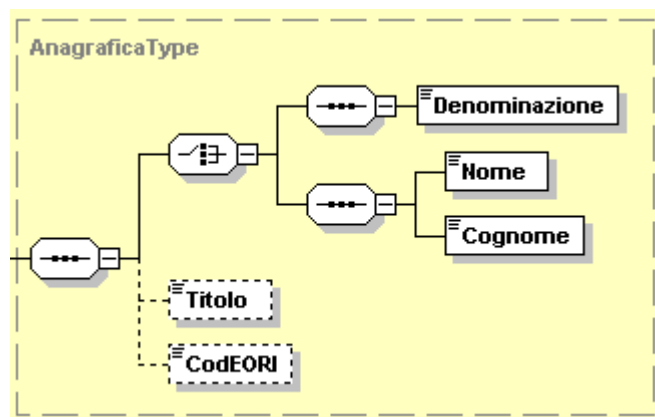 AnagraficaType
Denominazione
Nome
Cognome
Titolo
CodEORI